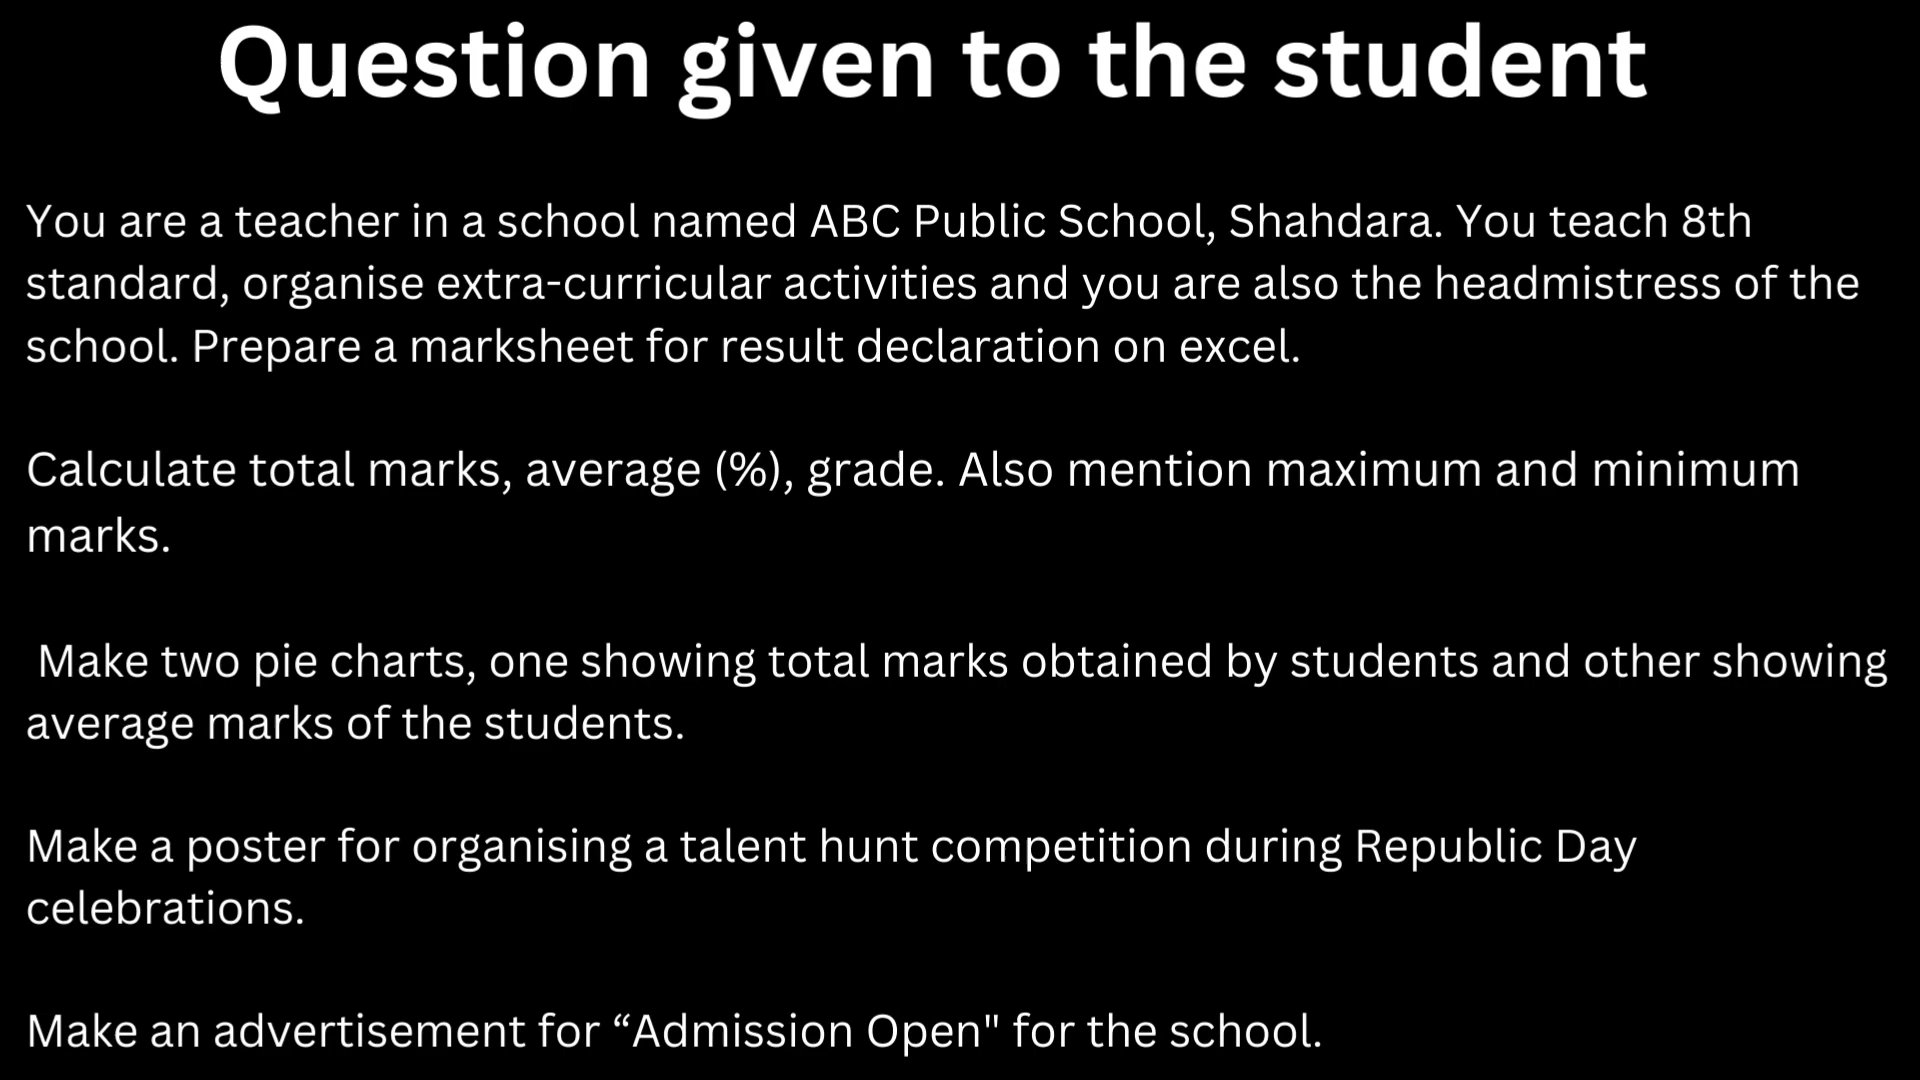 Question given to the student
You are a teacher in a school named ABC Public School, Shahdara. You teach 8th
standard, organise extra-curricular activities and you are also the headmistress of the
school. Prepare a marksheet for result declaration on excel.
Calculate total marks, average (%), grade. Also mention maximum and minimum
marks.
Make two pie charts, one showing total marks obtained by students and other showing
average marks of the students.
Make a poster for organising a talent hunt competition during Republic Day
celebrations.
Make an advertisement for “Admission Open" for the school.